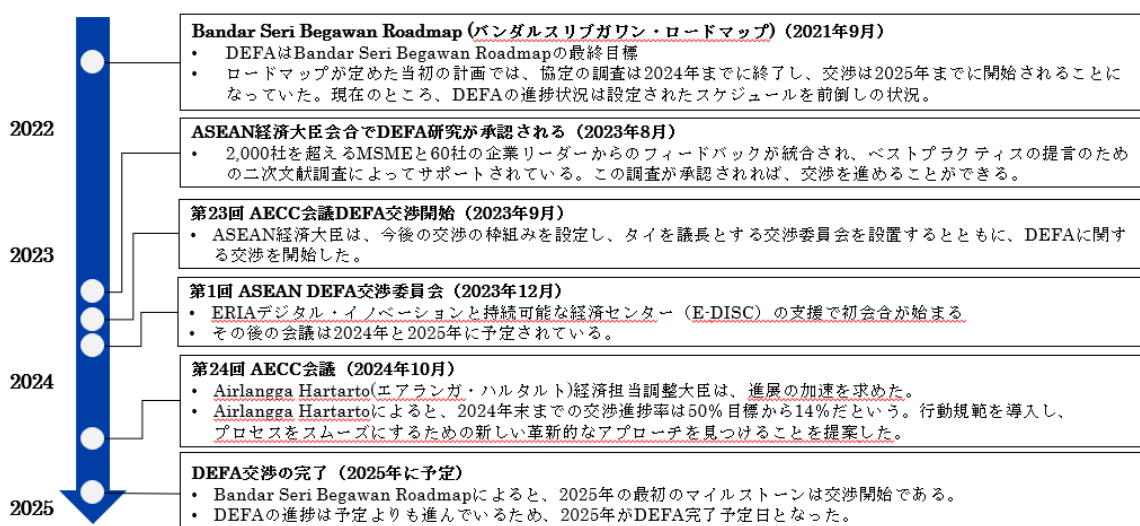 Bandar Seri Begawan Roadmap (バンダルスリブガワン・ロードマップ)（2021年9月）
• DEFAはBandar Seri Begawan Roadmapの最終目標
• ロードマップが定めた当初の計画では、協定の調査は2024年までに終了し、交渉は2025年までに開始されることに
なっていた。現在のところ、DEFAの進捗状況は設定されたスケジュールを前倒しの状況。
2022
ASEAN経済大臣会合でDEFA研究が承認される（2023年8月）
• 2,000社を超えるMSMEと60社の企業リーダーからのフィードバックが統合され、ベストプラクティスの提言のため
の二次文献調査によってサポートされている。この調査が承認されれば、交渉を進めることができる。
第23回 AECC会議DEFA交渉開始（2023年9月）
• ASEAN経済大臣は、今後の交渉の枠組みを設定し、タイを議長とする交渉委員会を設置するとともに、DEFAに関す
る交渉を開始した。
2023
第1回 ASEAN DEFA交渉委員会（2023年12月）
• ERIAデジタル・イノベーションと持続可能な経済センター（E-DISC）の支援で初会合が始まる
• その後の会議は2024年と2025年に予定されている。
第24回 AECC会議（2024年10月）
2024
• Airlangga Hartarto(エアランガ・ハルタルト)経済担当調整大臣は、進展の加速を求めた。
• Airlangga Hartartoによると、2024年末までの交渉進捗率は50%目標から14%だという。行動規範を導入し、
プロセスをスムーズにするための新しい革新的なアプローチを見つけることを提案した。
DEFA交渉の完了（2025年に予定）
• Bandar Seri Begawan Roadmapによると、2025年の最初のマイルストーンは交渉開始である。
2025
• DEFAの進捗は予定よりも進んでいるため、2025年がDEFA完了予定日となった。